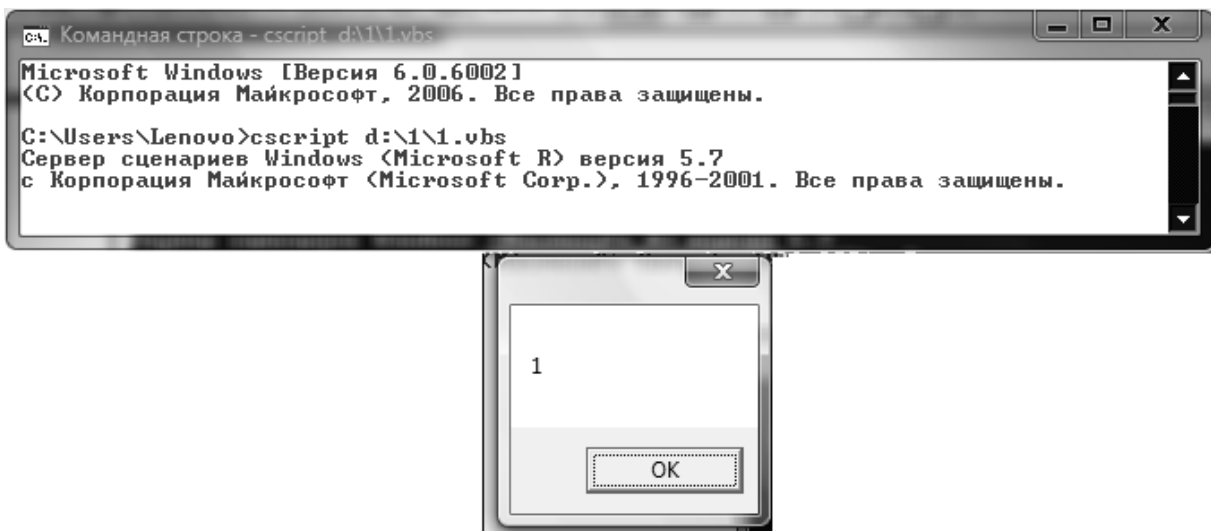 Командная строка - cscript d:\1\1.vbs
Microsoft Windows [Версия 6.0.6002]
(C) Корпорация Майкрософт, 2006. Все права защищены.
C:\Users\Lenovo>cscript d:\1\1.vbs
Сервер сценариев Windows (Microsoft R) версия 5.7
с Корпорация Майкрософт (Microsoft Corp.), 1996-2001. Все права защищены.
1
OK